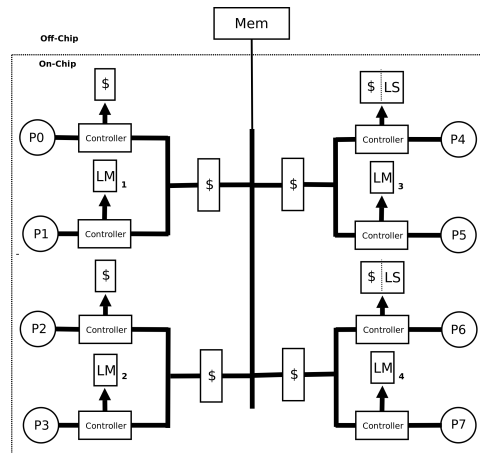 Mem
Off-Chip
On-Chip
$
$ LS
P0
Controller
Controller
P4
LM 1
$
$
LM 3
P1
Controller
Controller
P5
$
$ LS
P2
Controller
Controller
P6
LM 2
$
$
LM 4
P3
Controller
Controller
P7